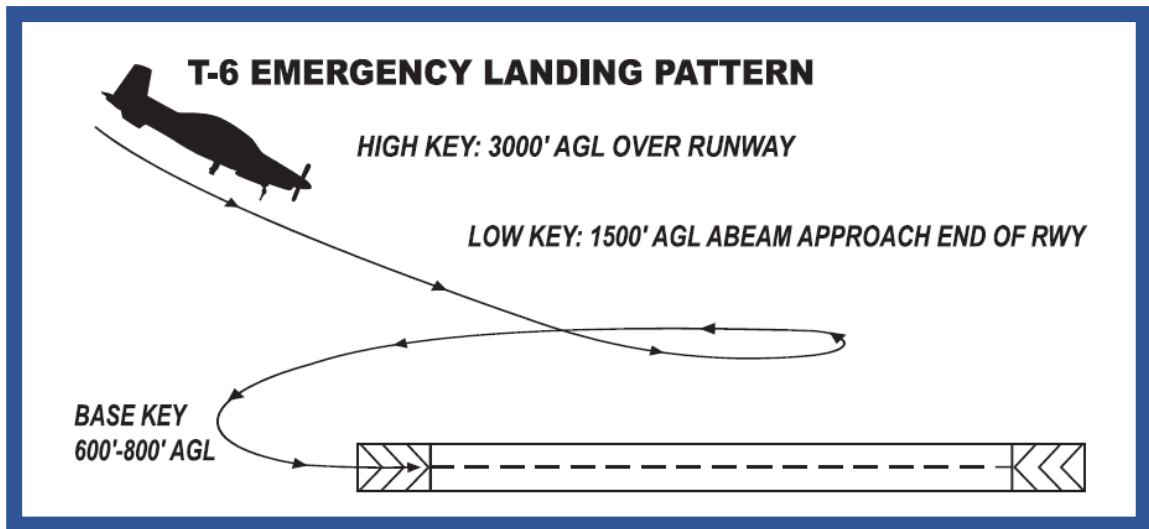 T-6 EMERGENCY LANDING PATTERN
HIGH KEY: 3000' AGL OVER RUNWAY
LOW KEY: 1500' AGL ABEAM APPROACH END OF RWY
BASE KEY
600'-800' AGL